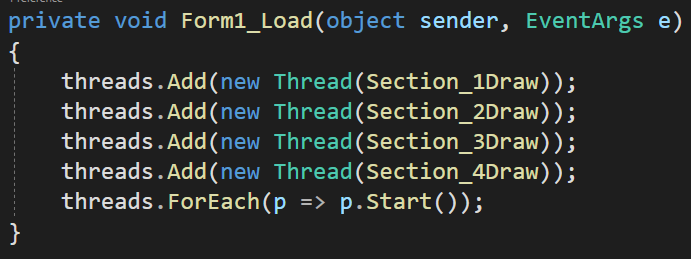 private void Form1_Load(object sender, EventArgs e)
{
threads.Add(new Thread(Section_1Draw));
threads.Add(new Thread(Section_2Draw));
threads.Add(new Thread(Section_3Draw));
threads.Add(new Thread(Section_4Draw));
threads.ForEach(p => p.Start());
}